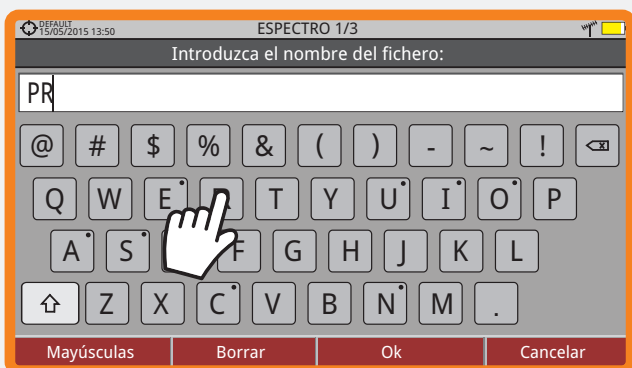 DEFAULT
15/05/2015 13:50
ESPECTRO 1/3
Introduzca el nombre del fichero:
PR
@ # $ % & ( ) - ~ !
Q W E T Y U I O P
A S F G H J K L
Z X C V B N M .
Mayúsculas Borrar Ok Cancelar